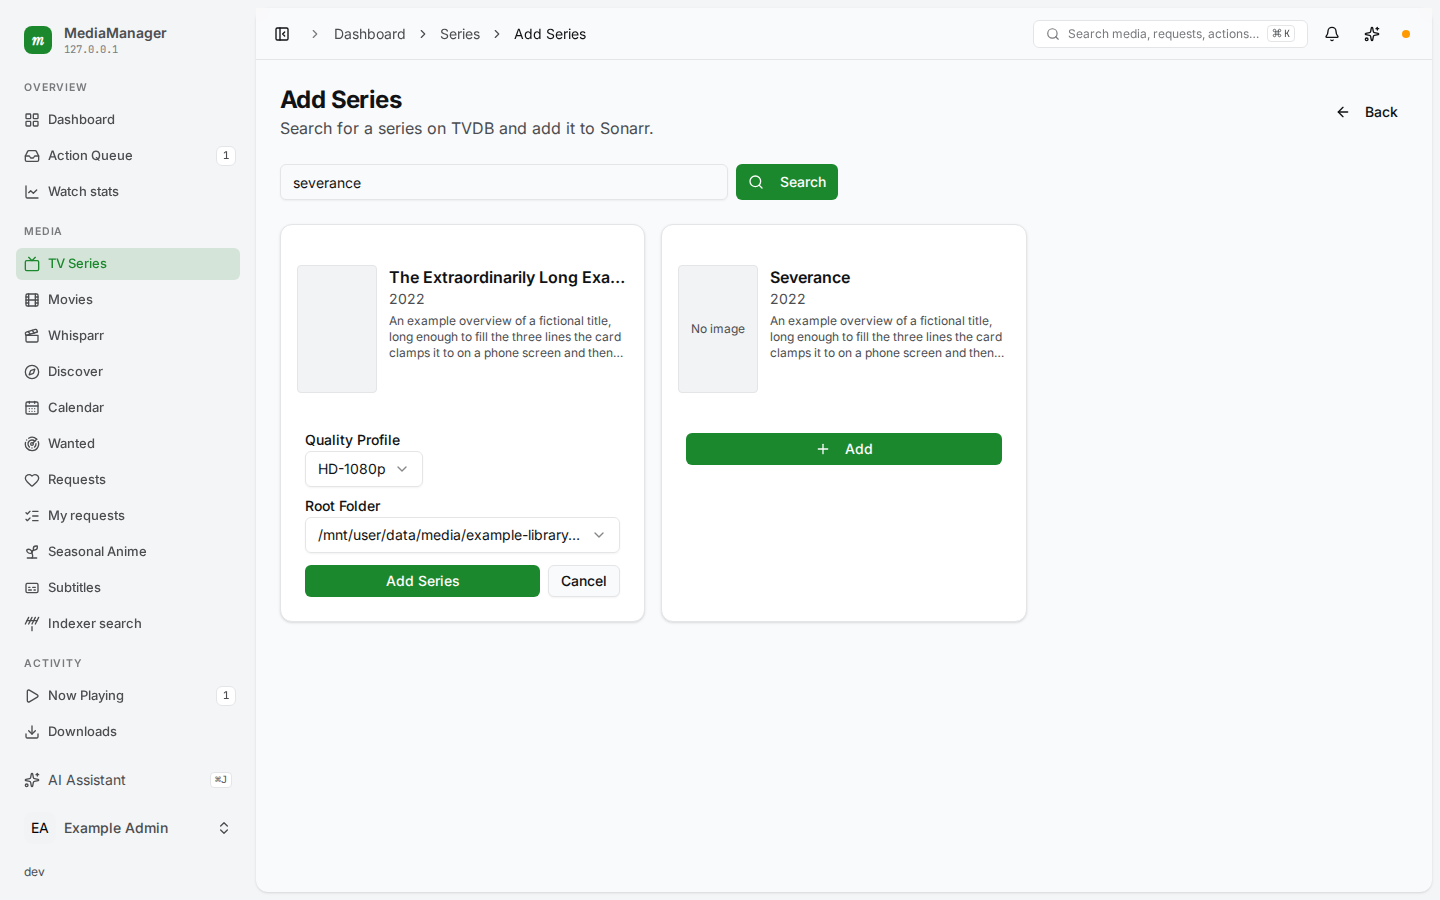 MediaManager
127.0.0.1
OVERVIEW
Dashboard
Action Queue 1
Watch stats
MEDIA
TV Series
Movies
Whisparr
Discover
Calendar
Wanted
Requests
My requests
Seasonal Anime
Subtitles
Indexer search
ACTIVITY
Now Playing 1
Downloads
AI Assistant ⌘J
EA Example Admin
dev
Dashboard Series Add Series
Search media, requests, actions... ⌘K
Add Series
Search for a series on TVDB and add it to Sonarr.
Back
severance
Search
The Extraordinarily Long Exa...
2022
An example overview of a fictional title,
long enough to fill the three lines the card
clamps it to on a phone screen and then...
Quality Profile
HD-1080p
Root Folder
/mnt/user/data/media/example-library...
Add Series
Cancel
No image
Severance
2022
An example overview of a fictional title,
long enough to fill the three lines the card
clamps it to on a phone screen and then...
Add